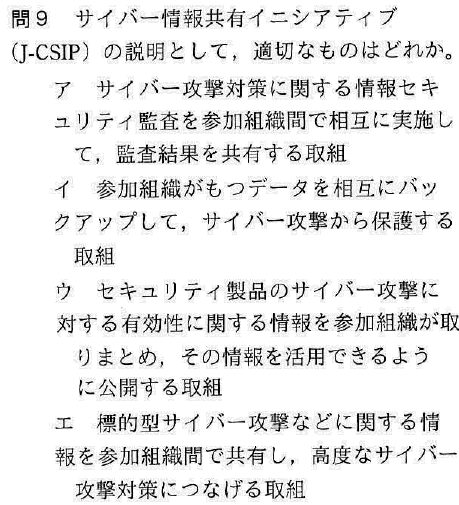 問9　サイバー情報共有イニシアティブ
（J-CSIP）の説明として，適切なものはどれか。
ア　サイバー攻撃対策に関する情報セキ
ュリティ監査を参加組織間で相互に実施し
て，監査結果を共有する取組
イ　参加組織がもつデータを相互にバッ
クアップして，サイバー攻撃から保護する
取組
ウ　セキュリティ製品のサイバー攻撃に
対する有効性に関する情報を参加組織が取
りまとめ，その情報を活用できるよう
に公開する取組
エ　標的型サイバー攻撃などに関する情
報を参加組織間で共有し，高度なサイバー
攻撃対策につなげる取組